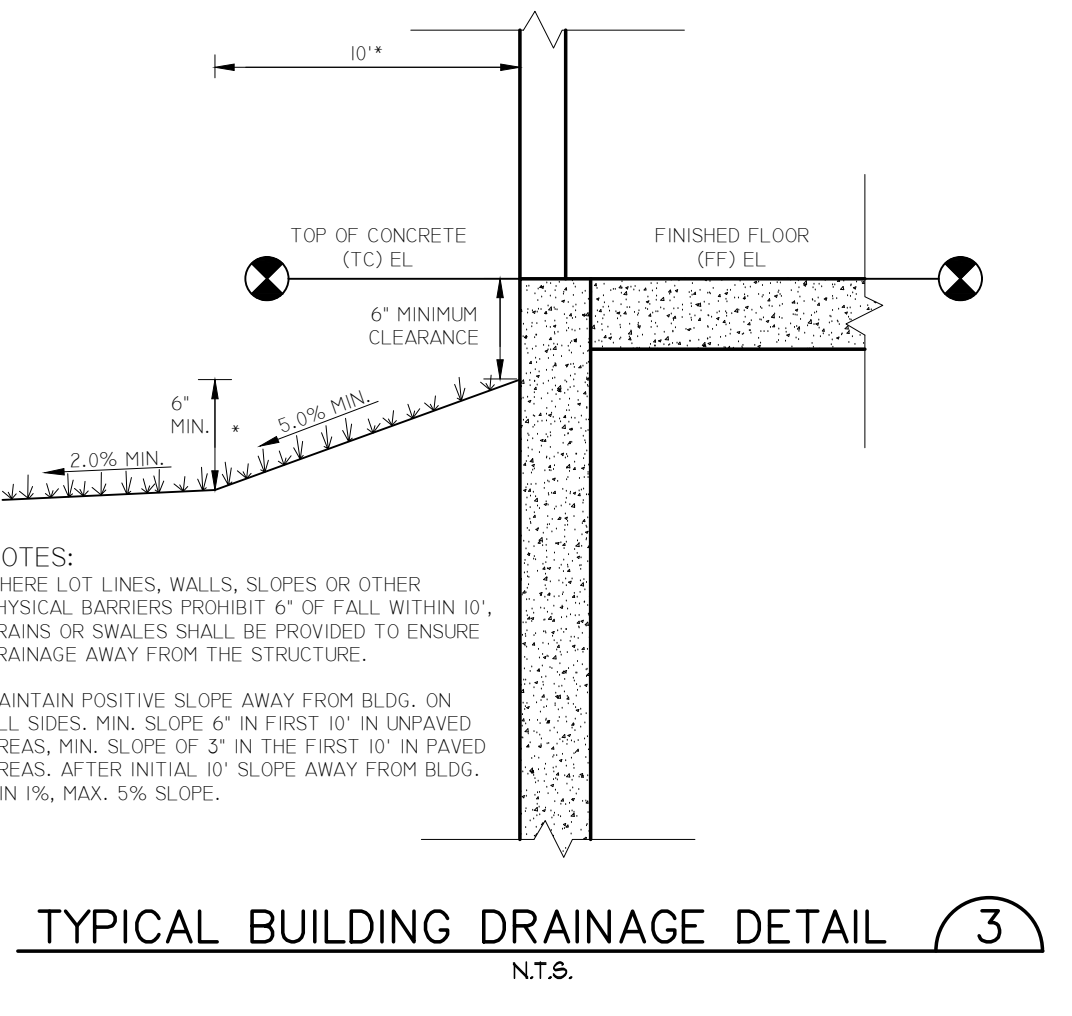 10'*
TOP OF CONCRETE
(TC) EL
FINISHED FLOOR
(FF) EL
6" MINIMUM
CLEARANCE
6"
MIN.
*
5.0% MIN.
2.0% MIN.
OTES:
HERE LOT LINES, WALLS, SLOPES OR OTHER
HYSICAL BARRIERS PROHIBIT 6" OF FALL WITHIN 10',
RAINS OR SWALES SHALL BE PROVIDED TO ENSURE
RAINAGE AWAY FROM THE STRUCTURE.
AINTAIN POSITIVE SLOPE AWAY FROM BLDG. ON
LL SIDES. MIN. SLOPE 6" IN FIRST 10' IN UNPAVED
REAS, MIN. SLOPE OF 3" IN THE FIRST 10' IN PAVED
REAS. AFTER INITIAL 10' SLOPE AWAY FROM BLDG.
IN 1%, MAX. 5% SLOPE.
TYPICAL BUILDING DRAINAGE DETAIL 3
N.T.S.